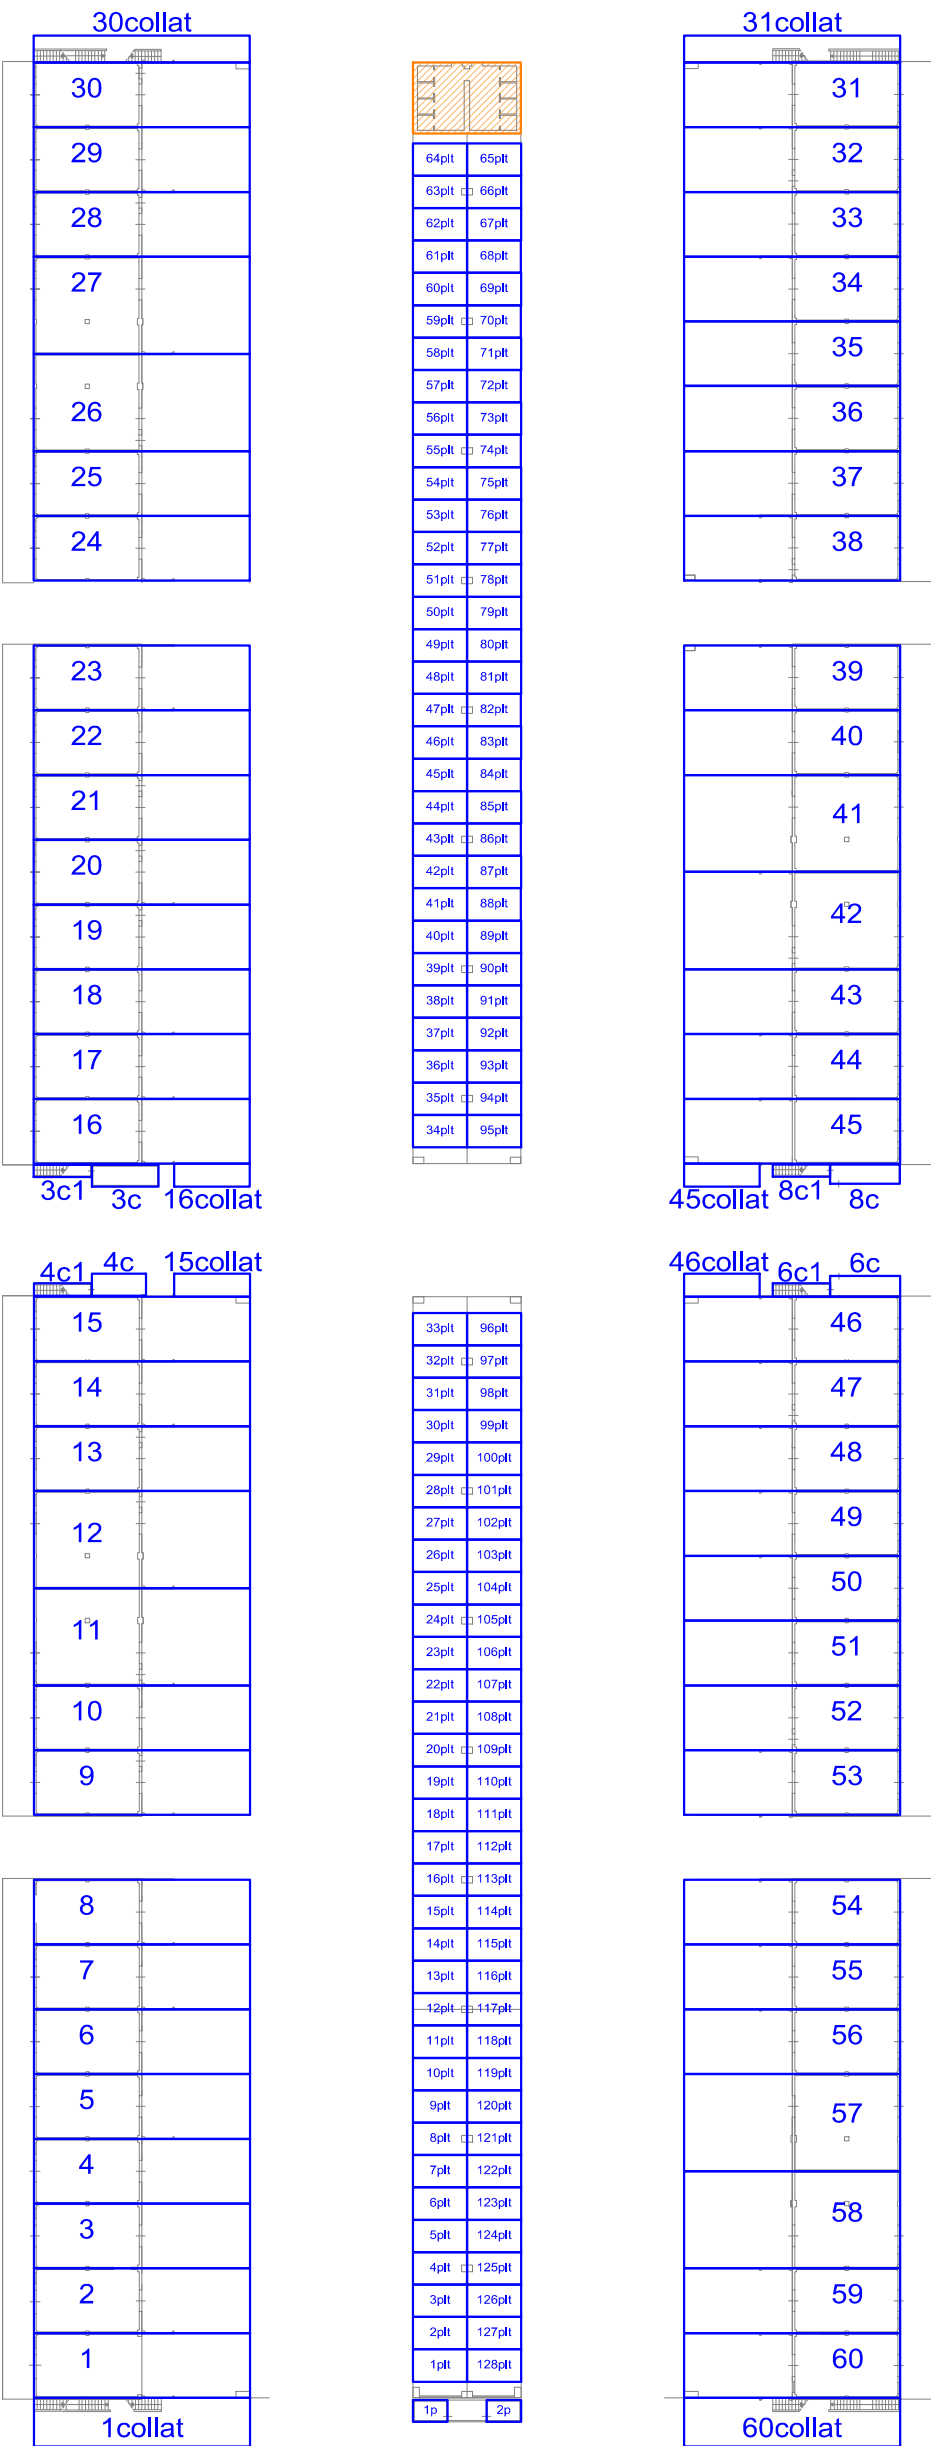 30collat 31collat
30 31
64plt 65plt
29 32
63plt 66plt
28 62plt 67plt 33
61plt 68plt
27 60plt 69plt 34
59plt 70plt
58plt 71plt 35
57plt 72plt
26 56plt 73plt 36
55plt 74plt
25 54plt 75plt 37
53plt 76plt
24 52plt 77plt 38
51plt 78plt
50plt 79plt
49plt 80plt
23 48plt 81plt 39
47plt 82plt
22 46plt 83plt 40
45plt 84plt
21 44plt 85plt 41
43plt 86plt
20 42plt 87plt
41plt 88plt 42
19 40plt 89plt
39plt 90plt
18 38plt 91plt 43
37plt 92plt
17 36plt 93plt 44
35plt 94plt
16 34plt 95plt 45
3c1 3c 16collat 45collat 8c1 8c
4c1 4c 15collat 46collat 6c1 6c
15 33plt 96plt 46
32plt 97plt
14 31plt 98plt 47
30plt 99plt
13 29plt 100plt 48
28plt 101plt
12 27plt 102plt 49
26plt 103plt
25plt 104plt 50
24plt 105plt
11 23plt 106plt 51
22plt 107plt
10 21plt 108plt 52
20plt 109plt
9 19plt 110plt 53
18plt 111plt
17plt 112plt
16plt 113plt
8 15plt 114plt 54
14plt 115plt
7 13plt 116plt 55
12plt 117plt
6 11plt 118plt 56
10plt 119plt
5 9plt 120plt 57
8plt 121plt
4 7plt 122plt
6plt 123plt 58
3 5plt 124plt
4plt 125plt
2 3plt 126plt 59
2plt 127plt
1 1plt 128plt 60
1p 2p
1collat 60collat